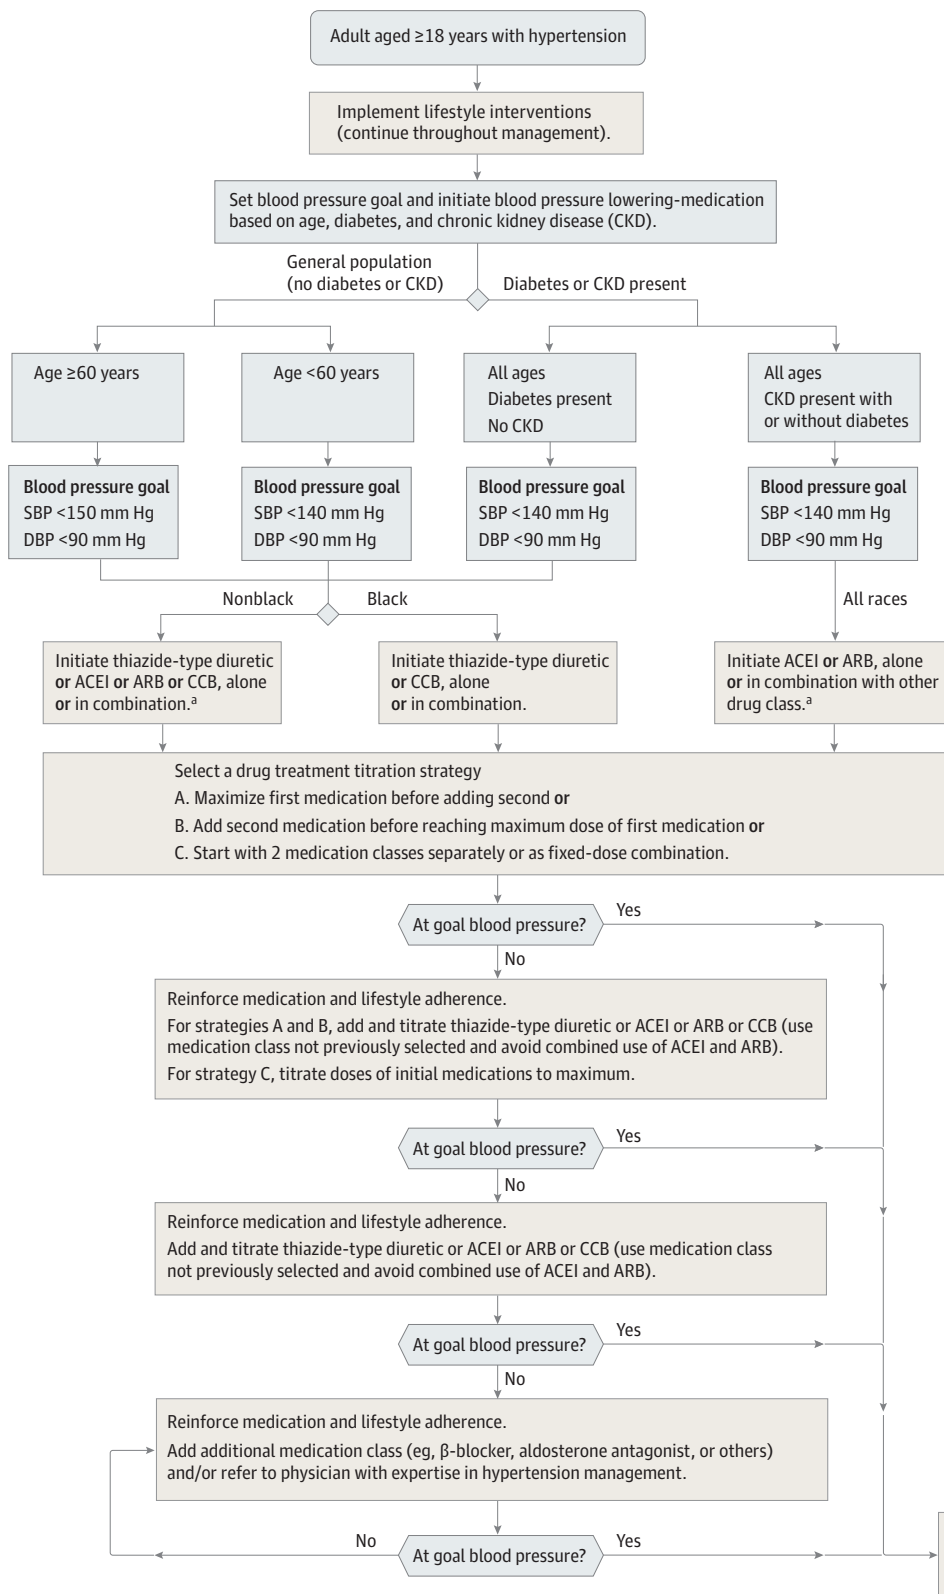 Adult aged ≥18 years with hypertension
Implement lifestyle interventions
(continue throughout management).
Set blood pressure goal and initiate blood pressure lowering-medication
based on age, diabetes, and chronic kidney disease (CKD).
General population
(no diabetes or CKD)
Diabetes or CKD present
Age ≥60 years
Age <60 years
All ages
Diabetes present
No CKD
All ages
CKD present with
or without diabetes
Blood pressure goal
SBP <150 mm Hg
DBP <90 mm Hg
Blood pressure goal
SBP <140 mm Hg
DBP <90 mm Hg
Blood pressure goal
SBP <140 mm Hg
DBP <90 mm Hg
Blood pressure goal
SBP <140 mm Hg
DBP <90 mm Hg
Nonblack
Black
All races
Initiate thiazide-type diuretic
or ACEI or ARB or CCB, alone
or in combination.a
Initiate thiazide-type diuretic
or CCB, alone
or in combination.
Initiate ACEI or ARB, alone
or in combination with other
drug class.a
Select a drug treatment titration strategy
A. Maximize first medication before adding second or
B. Add second medication before reaching maximum dose of first medication or
C. Start with 2 medication classes separately or as fixed-dose combination.
At goal blood pressure?
Yes
No
Reinforce medication and lifestyle adherence.
For strategies A and B, add and titrate thiazide-type diuretic or ACEI or ARB or CCB (use
medication class not previously selected and avoid combined use of ACEI and ARB).
For strategy C, titrate doses of initial medications to maximum.
At goal blood pressure?
Yes
No
Reinforce medication and lifestyle adherence.
Add and titrate thiazide-type diuretic or ACEI or ARB or CCB (use medication class
not previously selected and avoid combined use of ACEI and ARB).
At goal blood pressure?
Yes
No
Reinforce medication and lifestyle adherence.
Add additional medication class (eg, β-blocker, aldosterone antagonist, or others)
and/or refer to physician with expertise in hypertension management.
No
At goal blood pressure?
Yes